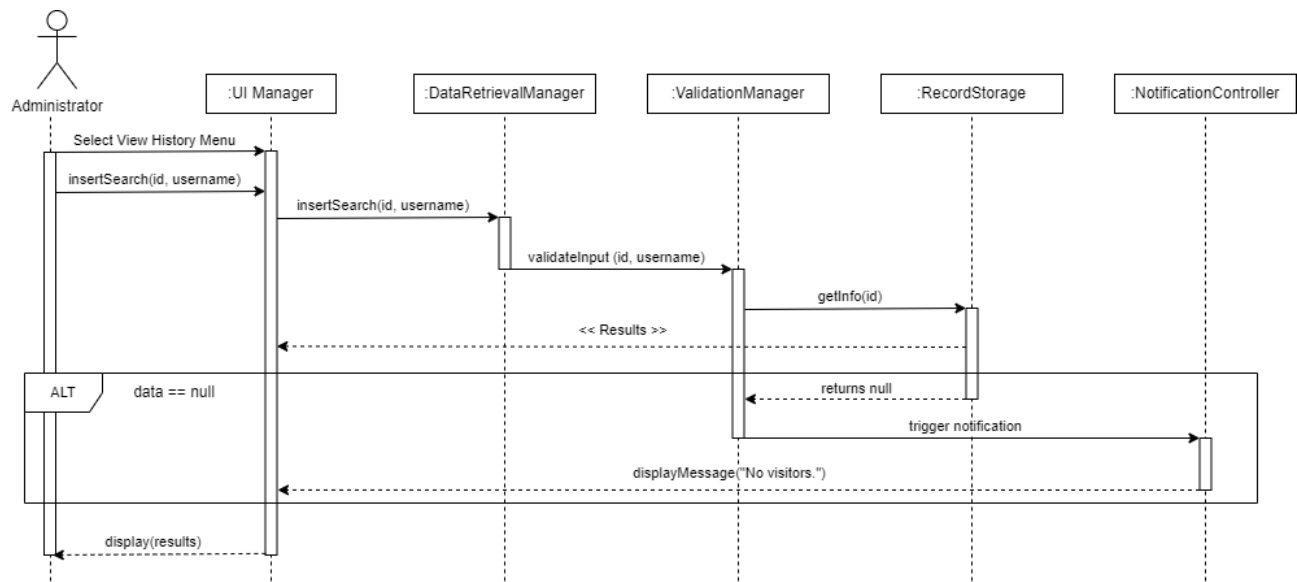 Administrator
:UI Manager
:DataRetrievalManager
:ValidationManager
:RecordStorage
:NotificationController
Select View History Menu
insertSearch(id, username)
insertSearch(id, username)
validateInput (id, username)
getInfo(id)
<< Results >>
ALT
data == null
returns null
trigger notification
displayMessage("No visitors.")
display(results)